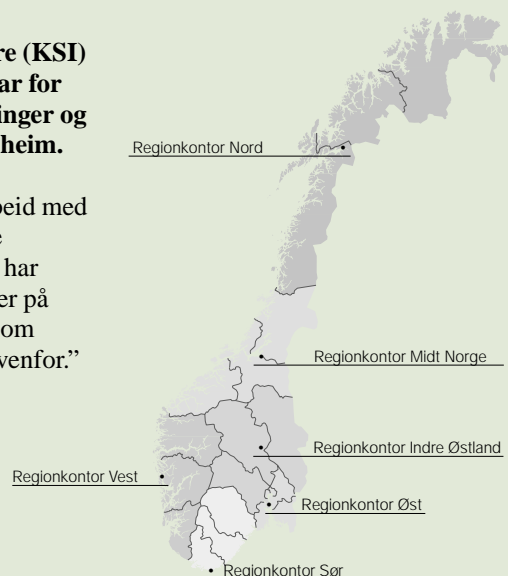 re (KSI)
ar for
inger og
heim.
beid med
e
har
er på
om
venfor.”
Regionkontor Nord
Regionkontor Midt Norge
Regionkontor Indre Østland
Regionkontor Vest
Regionkontor Øst
Regionkontor Sør